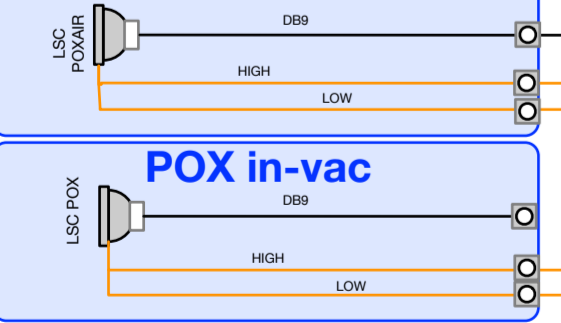 LSC
POXAIR
DB9
HIGH
LOW
POX in-vac
LSC POX
DB9
HIGH
LOW